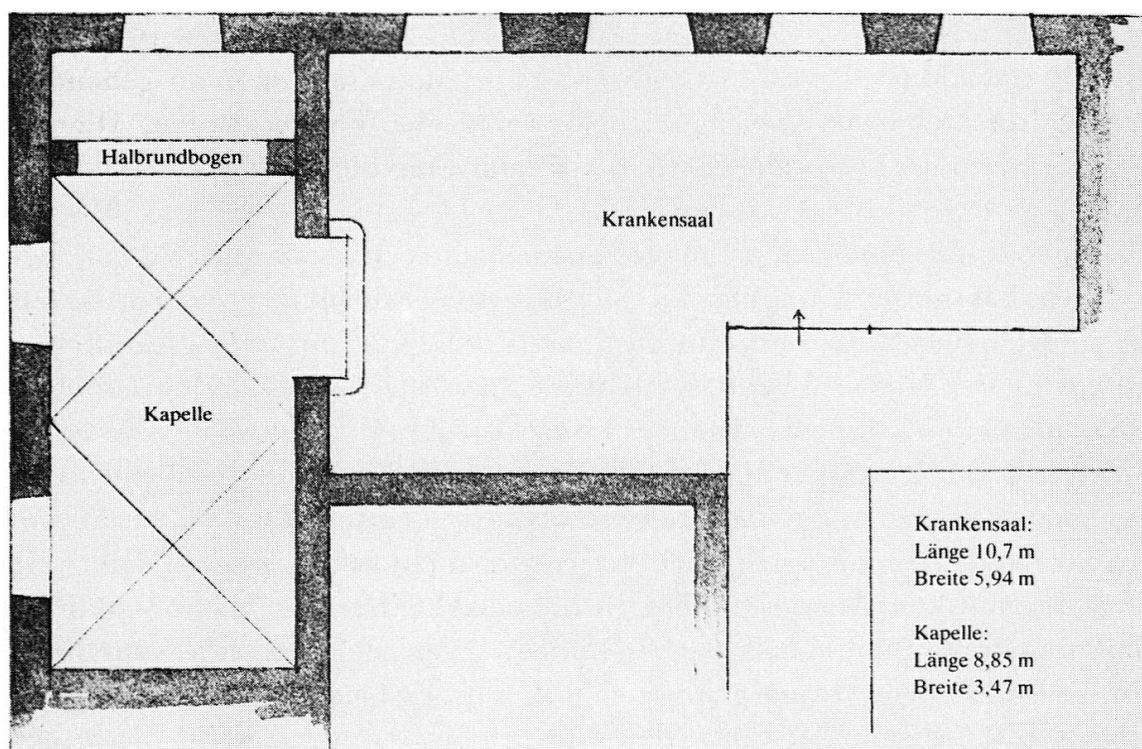 Halbrundbogen
Krankensaal
Kapelle
Krankensaal:
Länge 10,7 m
Breite 5,94 m
Kapelle:
Länge 8,85 m
Breite 3,47 m